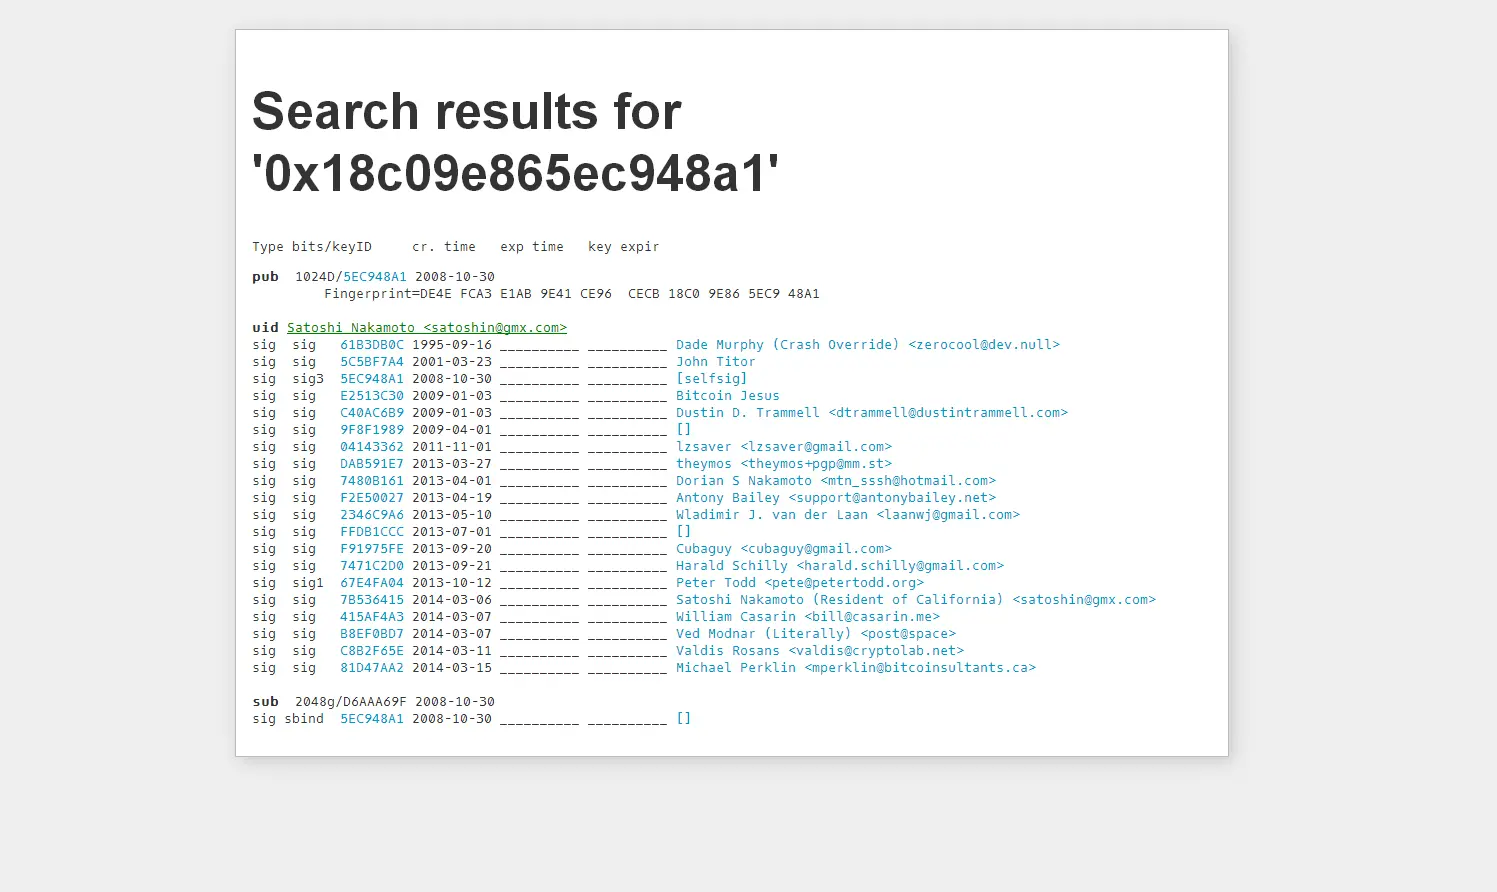 Search results for
'0x18c09e865ec948a1'
Type bits/keyID     cr. time   exp time   key expir
pub  1024D/5EC948A1 2008-10-30
Fingerprint=DE4E FCA3 E1AB 9E41 CE96  CECB 18C0 9E86 5EC9 48A1
uid Satoshi Nakamoto <satoshin@gmx.com>
sig  sig   61B3DB0C 1995-09-16 __________ __________ Dade Murphy (Crash Override) <zerocool@dev.null>
sig  sig   5C5BF7A4 2001-03-23 __________ __________ John Titor
sig  sig3  5EC948A1 2008-10-30 __________ __________ [selfsig]
sig  sig   E2513C30 2009-01-03 __________ __________ Bitcoin Jesus
sig  sig   C40AC6B9 2009-01-03 __________ __________ Dustin D. Trammell <dtrammell@dustintrammell.com>
sig  sig   9F8F1989 2009-04-01 __________ __________ []
sig  sig   04143362 2011-11-01 __________ __________ lzsaver <lzsaver@gmail.com>
sig  sig   DAB591E7 2013-03-27 __________ __________ theymos <theymos+pgp@mm.st>
sig  sig   7480B161 2013-04-01 __________ __________ Dorian S Nakamoto <mtn_sssh@hotmail.com>
sig  sig   F2E50027 2013-04-19 __________ __________ Antony Bailey <support@antonybailey.net>
sig  sig   2346C9A6 2013-05-10 __________ __________ Wladimir J. van der Laan <laanwj@gmail.com>
sig  sig   FFDB1CCC 2013-07-01 __________ __________ []
sig  sig   F91975FE 2013-09-20 __________ __________ Cubaguy <cubaguy@gmail.com>
sig  sig   7471C2D0 2013-09-21 __________ __________ Harald Schilly <harald.schilly@gmail.com>
sig  sig1  67E4FA04 2013-10-12 __________ __________ Peter Todd <pete@petertodd.org>
sig  sig   7B536415 2014-03-06 __________ __________ Satoshi Nakamoto (Resident of California) <satoshin@gmx.com>
sig  sig   415AF4A3 2014-03-07 __________ __________ William Casarin <bill@casarin.me>
sig  sig   B8EF0BD7 2014-03-07 __________ __________ Ved Modnar (Literally) <post@space>
sig  sig   C8B2F65E 2014-03-11 __________ __________ Valdis Rosans <valdis@cryptolab.net>
sig  sig   81D47AA2 2014-03-15 __________ __________ Michael Perklin <mperklin@bitcoinsultants.ca>
sub  2048g/D6AAA69F 2008-10-30
sig sbind  5EC948A1 2008-10-30 __________ __________ []